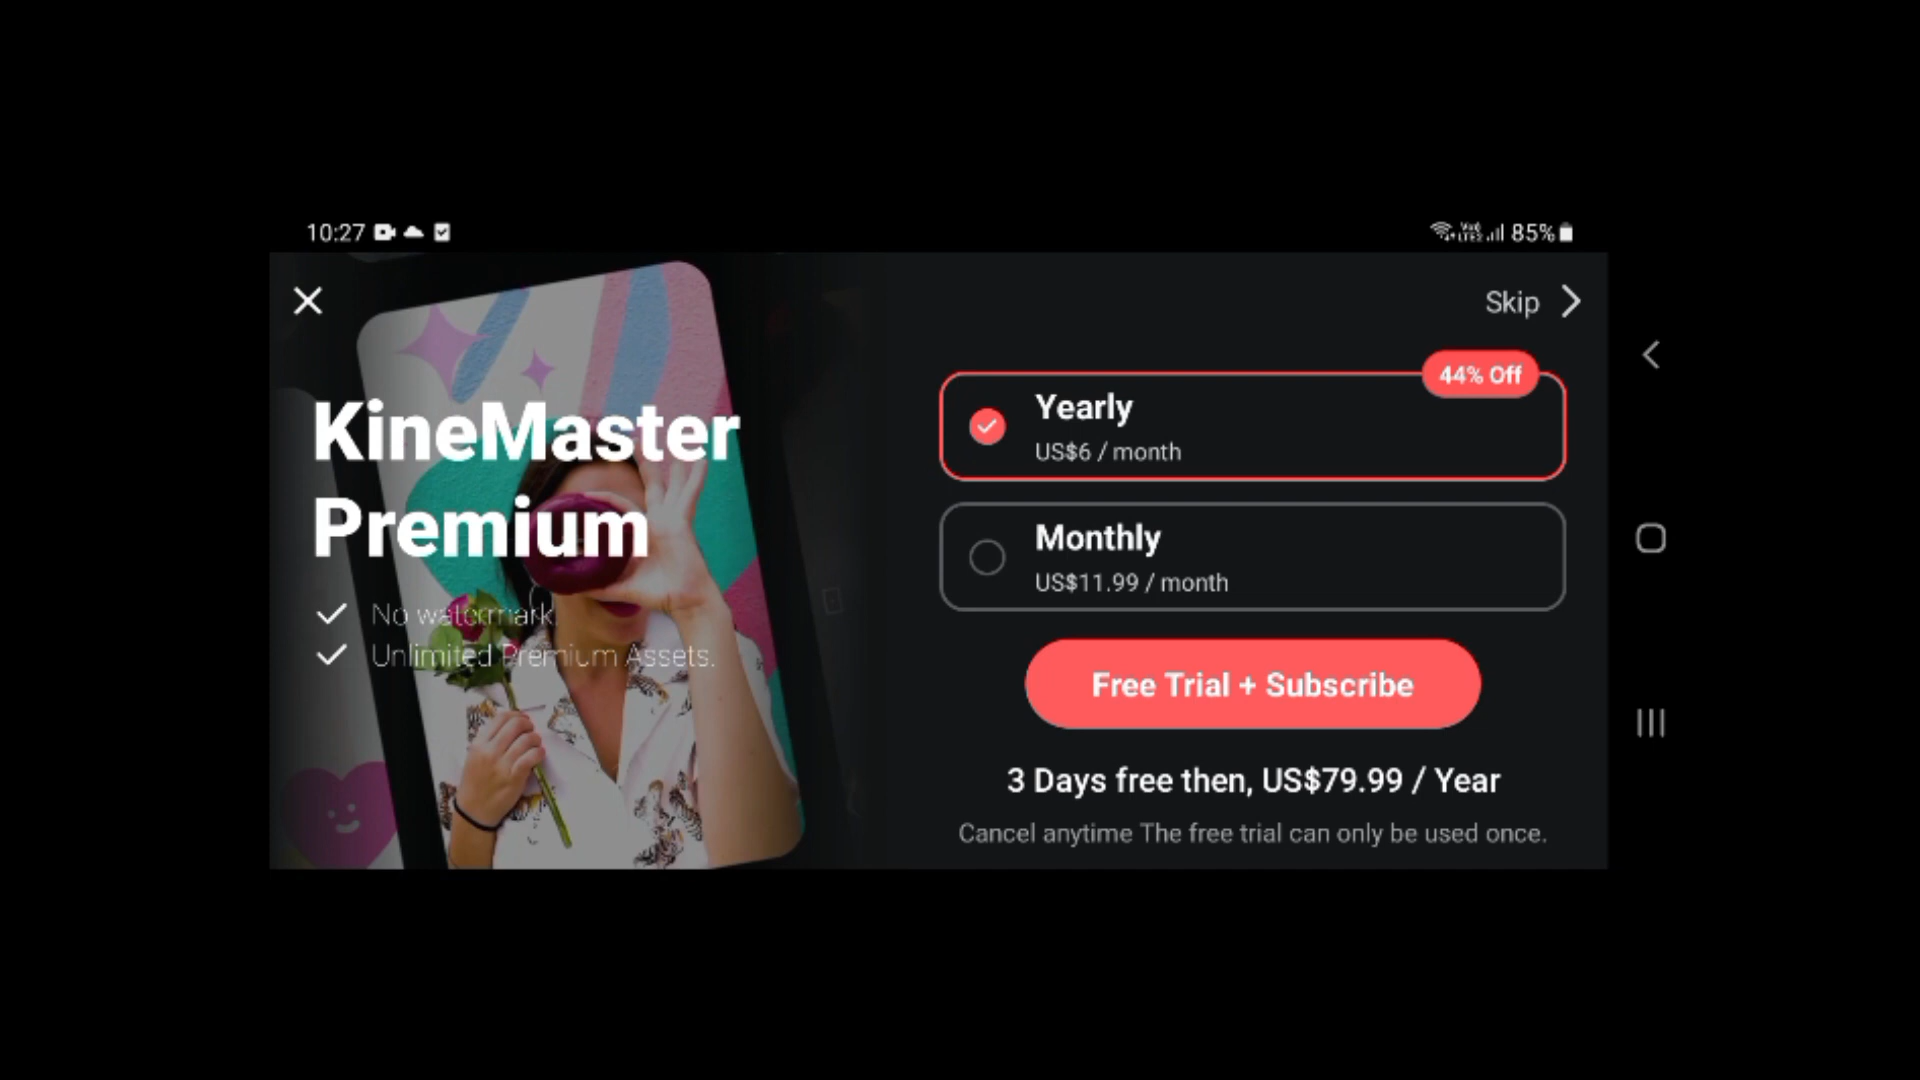 10:27
85%
Skip
KineMaster
Premium
No watermark.
Unlimited Premium Assets.
44% Off
Yearly
US$6 / month
Monthly
US$11.99 / month
Free Trial + Subscribe
3 Days free then, US$79.99 / Year
Cancel anytime The free trial can only be used once.